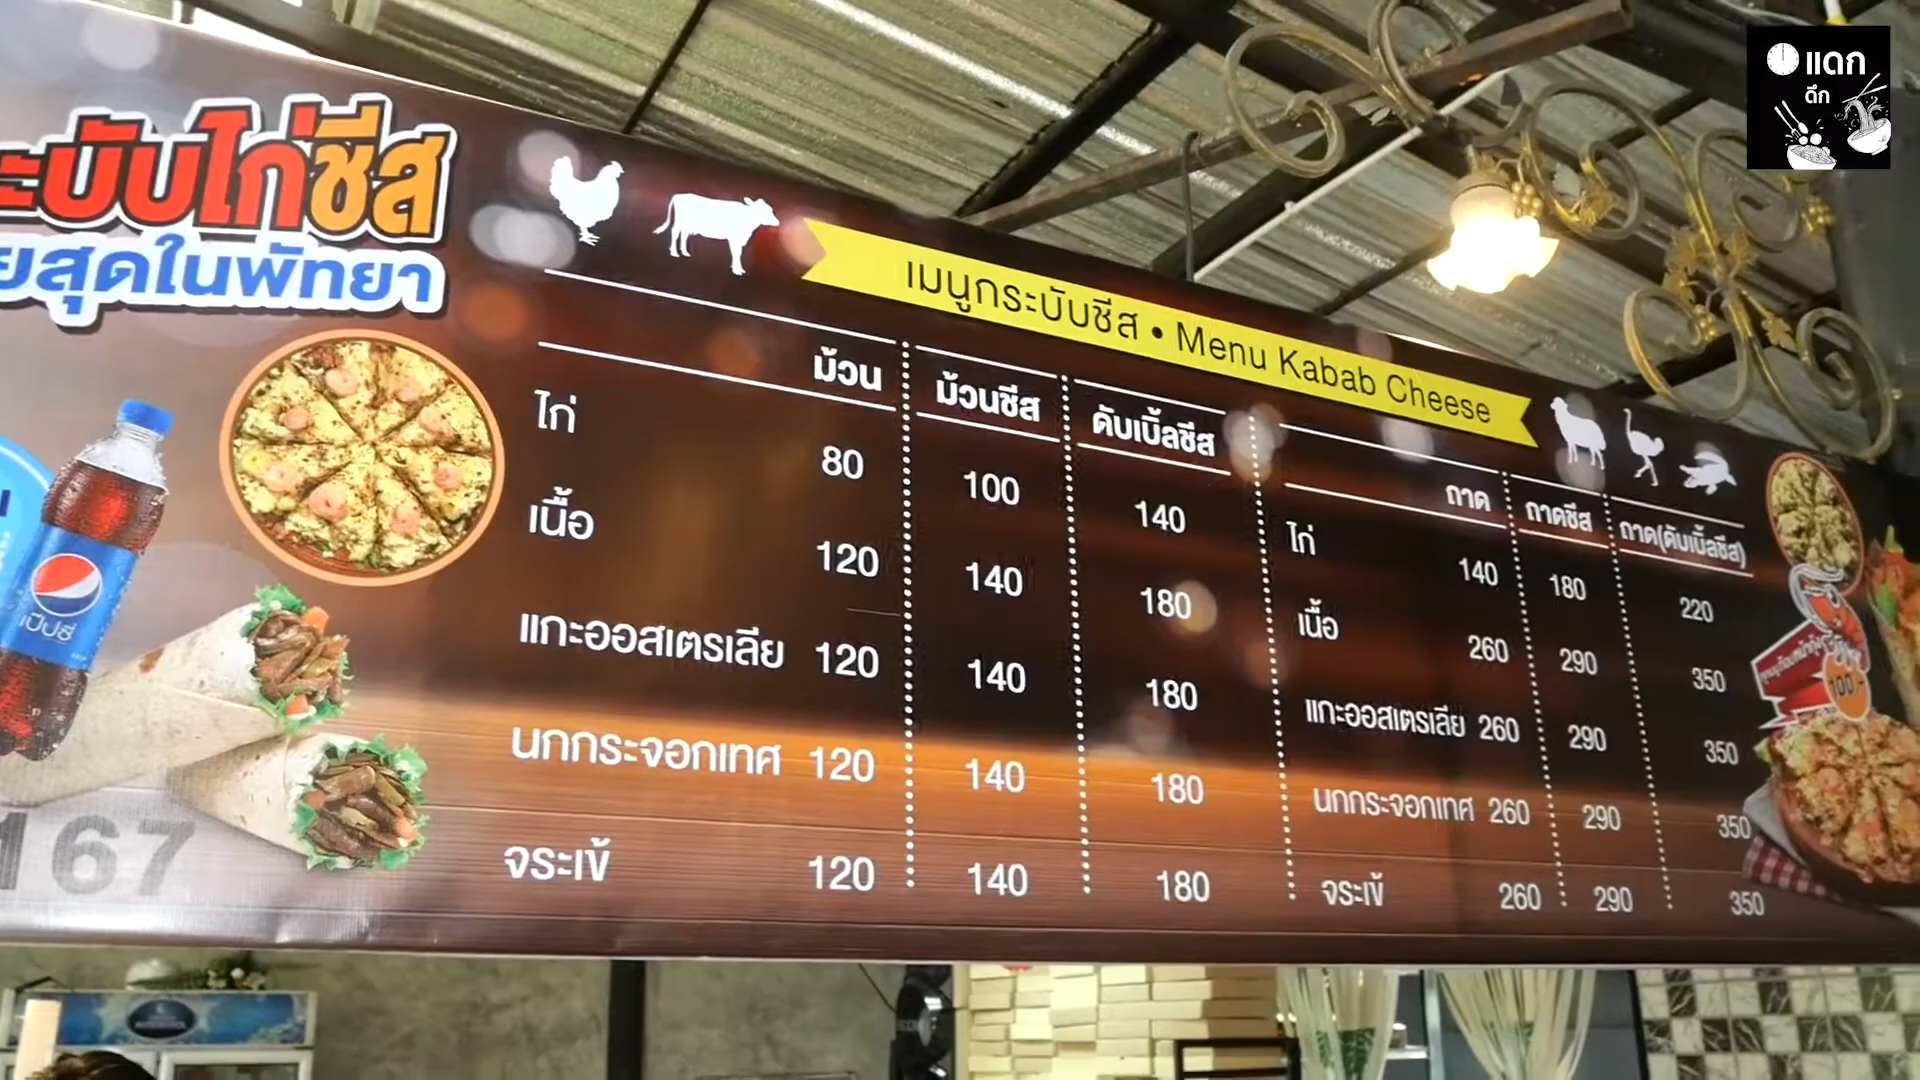 แดก
ดึก
ะบับไก่ชีส
ยสุดในพัทยา
เมนูกระบับชีส • Menu Kabab Cheese
ม้วน ม้วนชีส ดับเบิ้ลชีส
ไก่ 80 100 140
เนื้อ 120 140 180
แกะออสเตรเลีย 120 140 180
นกกระจอกเทศ 120 140 180
จระเข้ 120 140 180
ถาด ถาดชีส ถาด(ดับเบิ้ลชีส)
ไก่ 140 180 220
เนื้อ 260 290 350
แกะออสเตรเลีย 260 290 350
นกกระจอกเทศ 260 290 350
จระเข้ 260 290 350
เป๊ปซี่
167
100.-